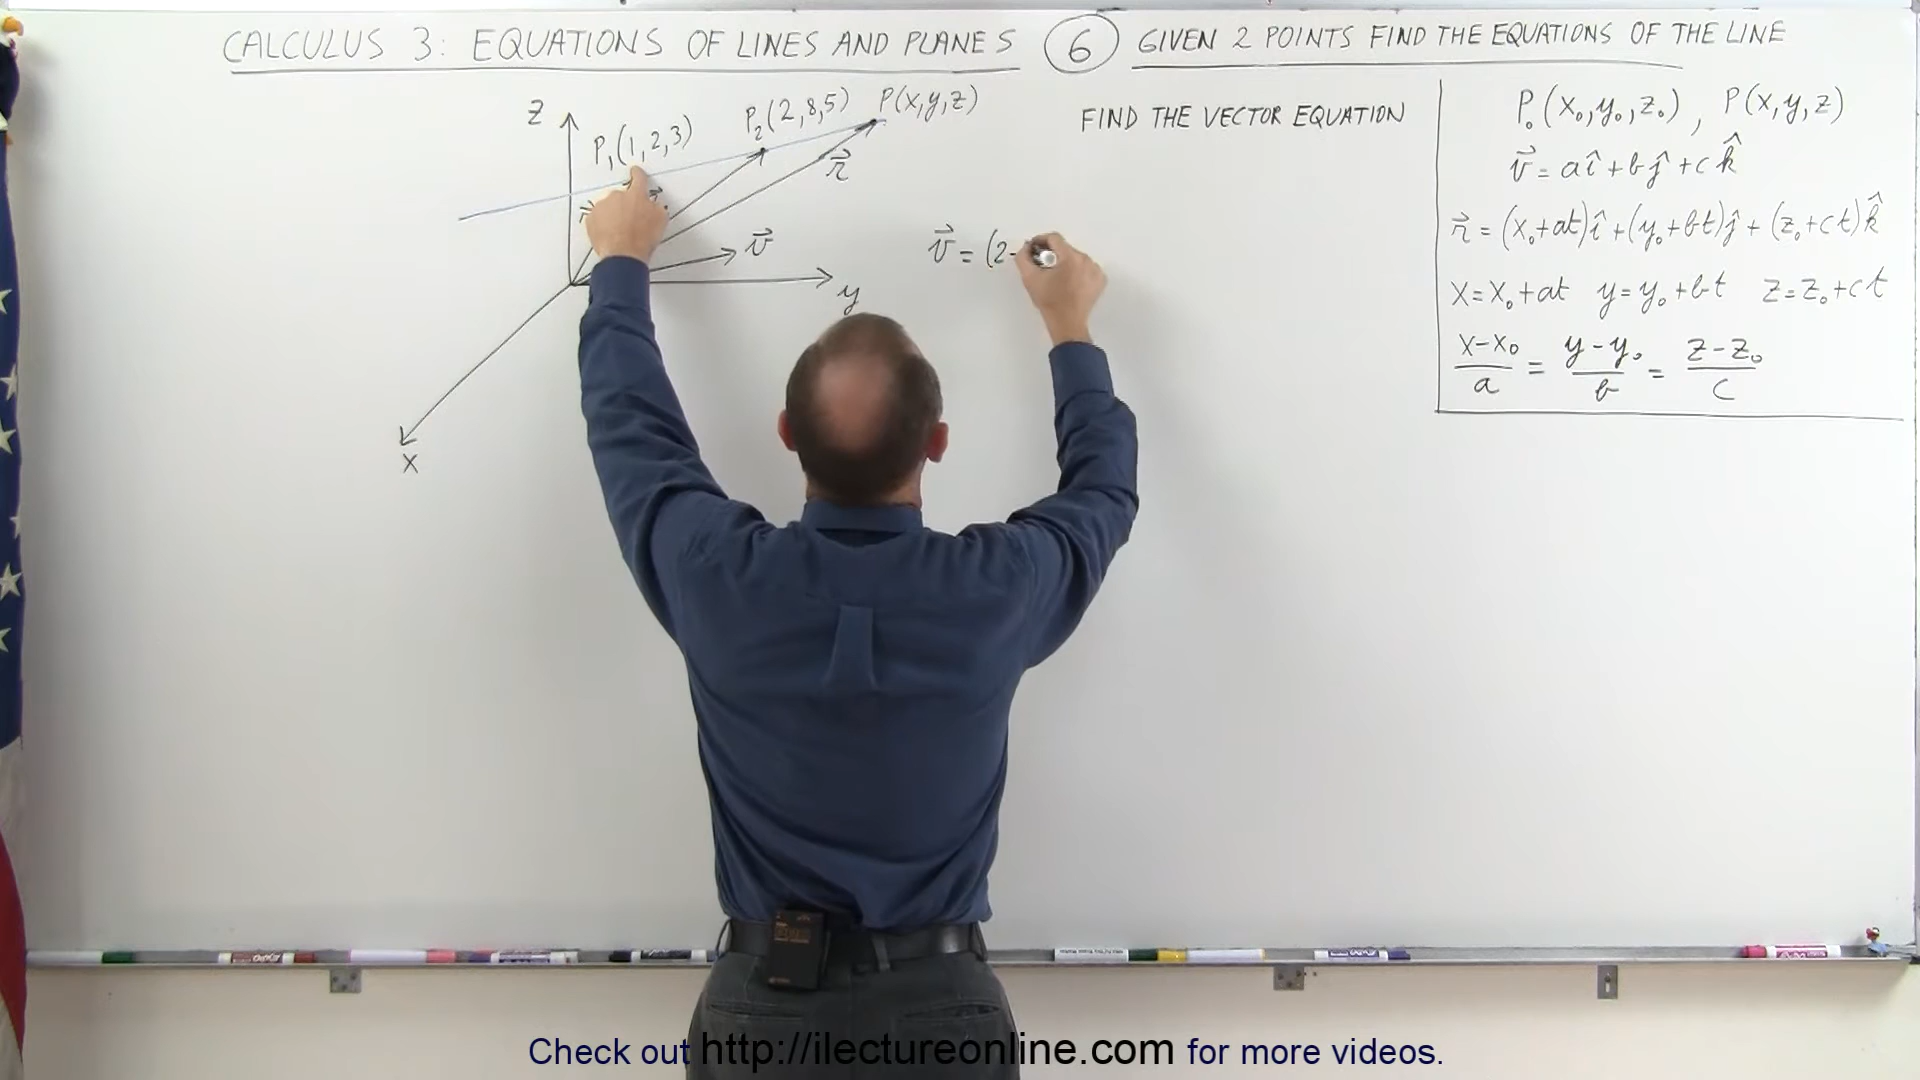 CALCULUS 3: EQUATIONS OF LINES AND PLANES 6 GIVEN 2 POINTS FIND THE EQUATIONS OF THE LINE
z
P₁(1,2,3)
P₂(2,8,5)
P(x,y,z)
r⃗
v⃗
y
x
FIND THE VECTOR EQUATION
v⃗ = (2-
P₀(x₀,y₀,z₀), P(x,y,z)
v⃗ = aî + bĵ + ck̂
r⃗ = (x₀+at)î + (y₀+bt)ĵ + (z₀+ct)k̂
x = x₀+at y = y₀+bt z = z₀+ct
(x-x₀)/a = (y-y₀)/b = (z-z₀)/c
Check out http://ilectureonline.com for more videos.